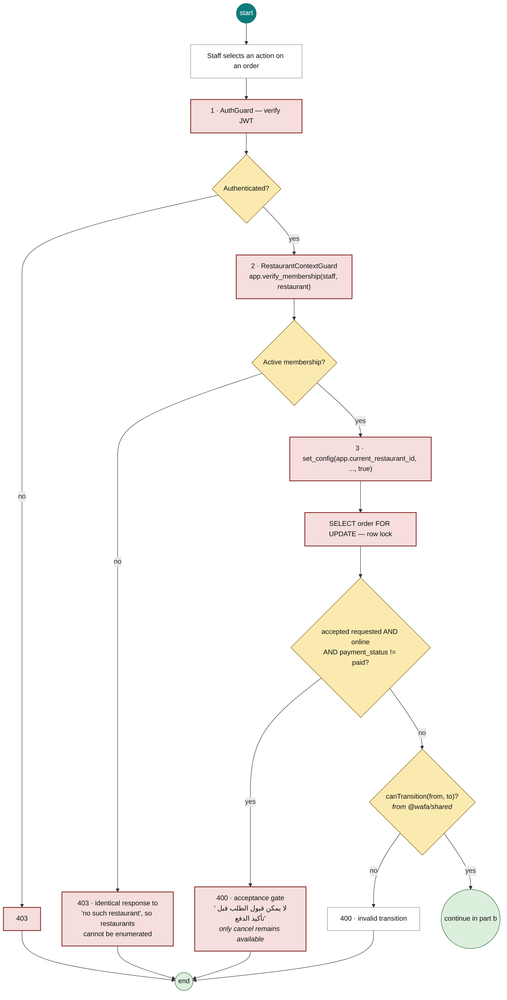 start
Staff selects an action on
an order
1 · AuthGuard — verify
JWT
Authenticated?
yes
2 · RestaurantContextGuard
app.verify_membership(staff,
restaurant)
Active membership?
yes
3 ·
set_config(app.current_restaurant_id,
..., true)
no
SELECT order FOR
UPDATE — row lock
no
accepted requested AND
online
AND payment_status !=
paid?
no
yes
canTransition(from, to)?
from @wafa/shared
no
yes
403
403 · identical response to
'no such restaurant', so
restaurants
cannot be enumerated
400 · acceptance gate
'لا يمكن قبول الطلب قبل
تأكيد الدفع'
only cancel remains
available
400 · invalid transition
continue in part b
end